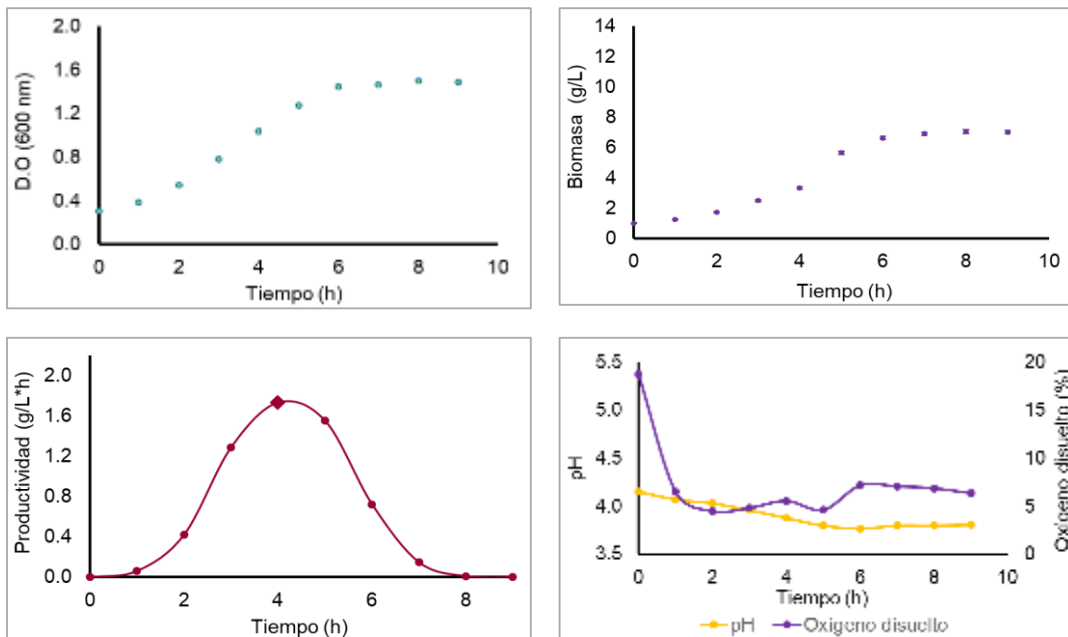 2.0
1.6
1.2
0.8
0.4
0.0
D.O (600 nm)
0 2 4 6 8 10
Tiempo (h)
14
12
10
8
6
4
2
0
Biomasa (g/L)
0 2 4 6 8 10
Tiempo (h)
2.0
1.6
1.2
0.8
0.4
0.0
Productividad (g/L*h)
0 2 4 6 8
Tiempo (h)
5.5
5.0
4.5
4.0
3.5
pH
20
15
10
5
0
Oxígeno disuelto (%)
0 2 4 6 8 10
Tiempo (h)
pH Oxigeno disuelto